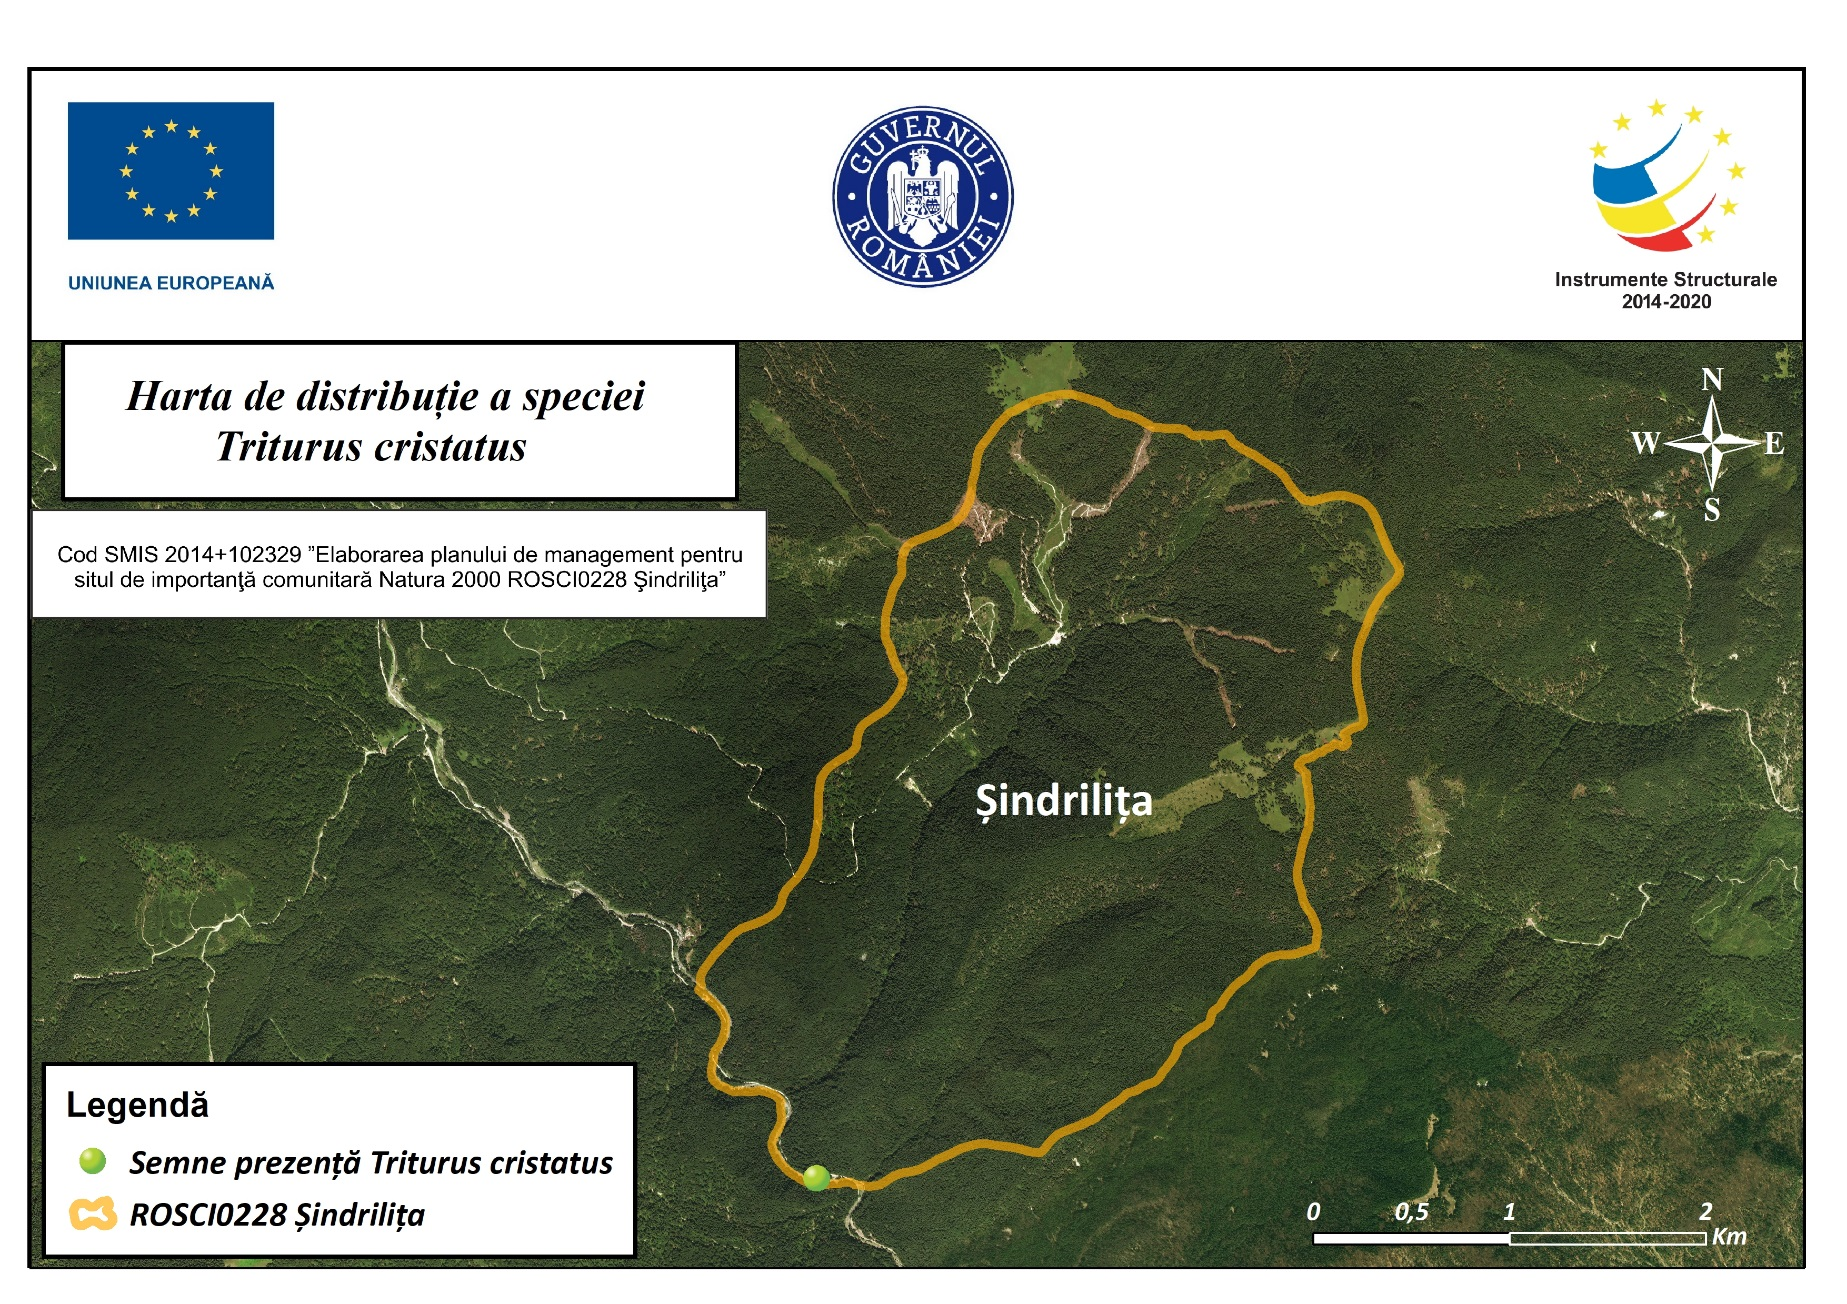 UNIUNEA EUROPEANĂ
GUVERNUL ROMÂNIEI
Instrumente Structurale
2014-2020
Harta de distribuție a speciei
Triturus cristatus
Cod SMIS 2014+102329 ”Elaborarea planului de management pentru
situl de importanţă comunitară Natura 2000 ROSCI0228 Şindriliţa”
N
W E
S
Șindrilița
Legendă
Semne prezență Triturus cristatus
ROSCI0228 Șindrilița
0 0,5 1 2
Km